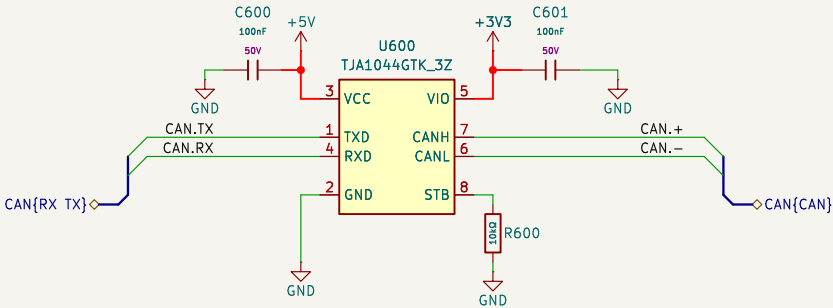 C600
100nF
50V
+5V
GND
U600
TJA1044GTK_3Z
+3V3
C601
100nF
50V
GND
3 VCC VIO 5
CAN.TX 1 TXD CANH 7 CAN.+
CAN.RX 4 RXD CANL 6 CAN.-
2 GND STB 8
CAN{RX TX}
CAN{CAN}
10kΩ R600
GND
GND